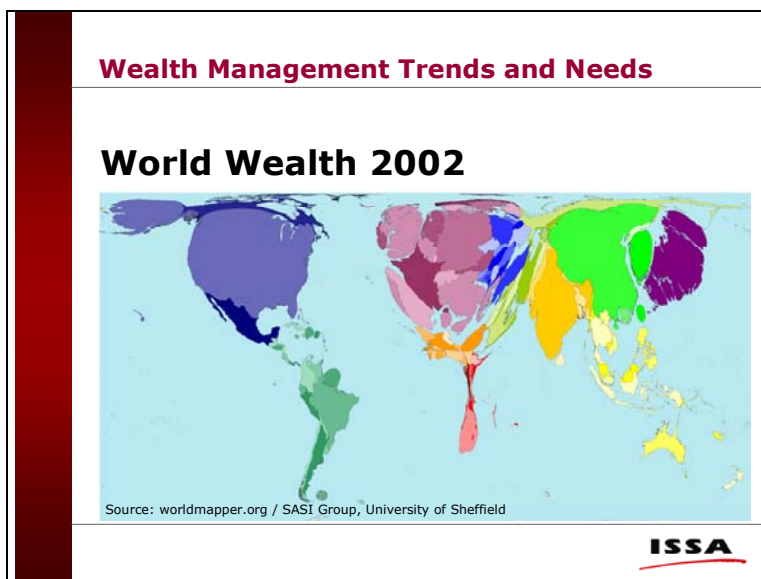 Wealth Management Trends and Needs
World Wealth 2002
Source: worldmapper.org / SASI Group, University of Sheffield
ISSA